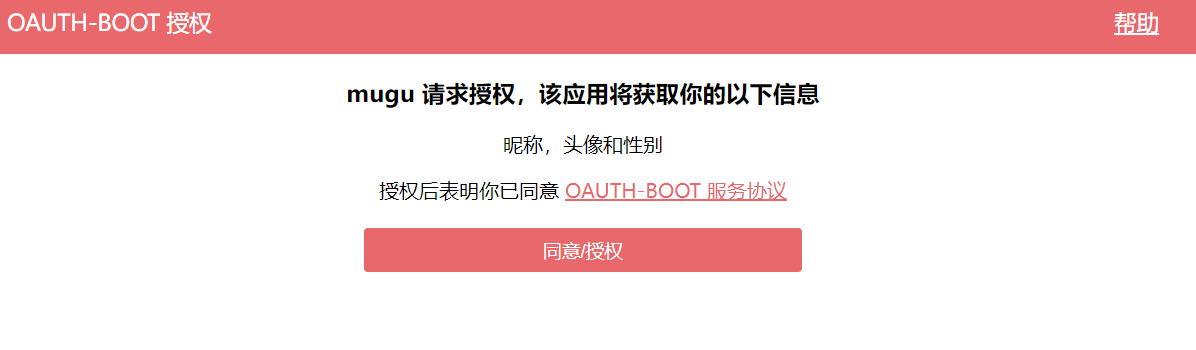 OAUTH-BOOT 授权 帮助
mugu 请求授权，该应用将获取你的以下信息
昵称，头像和性别
授权后表明你已同意 OAUTH-BOOT 服务协议
同意/授权